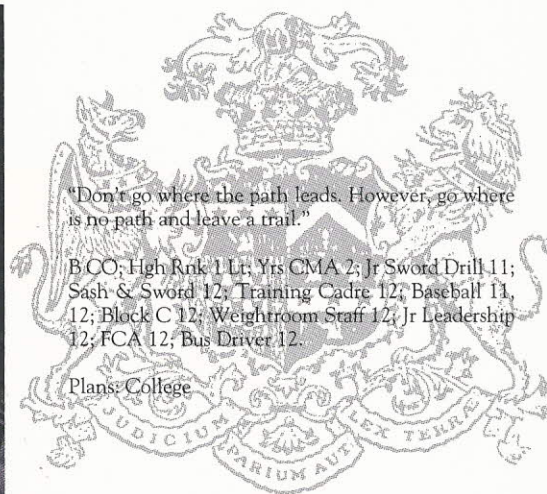 “Don't go where the path leads. However, go where
is no path and leave a trail.”
B CO; Hgh Rnk 1 Lt; Yrs CMA 2; Jr Sword Drill 11;
Sash & Sword 12; Training Cadre 12; Baseball 11,
12; Block C 12; Weightroom Staff 12; Jr Leadership
12; FCA 12; Bus Driver 12.
Plans: College
JUDICIUM PARIUM AUT LEX TERRAE